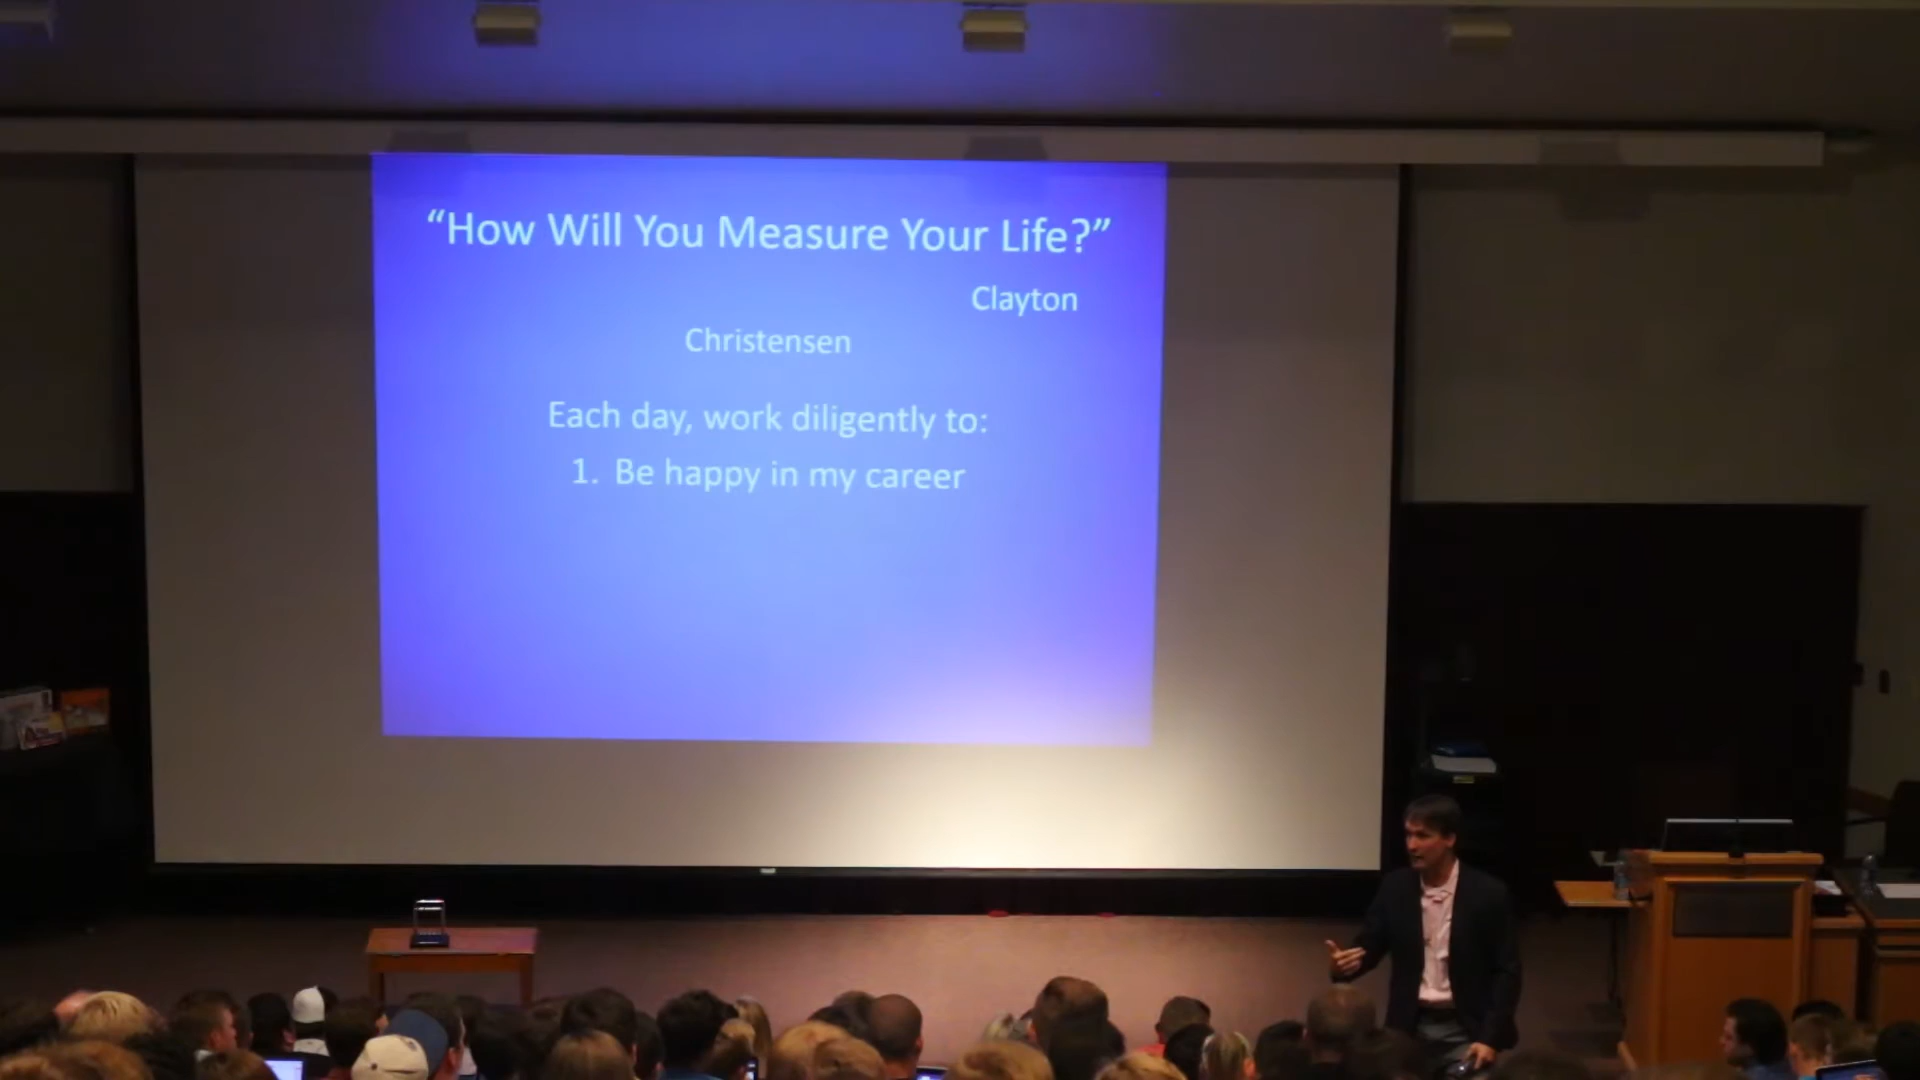 “How Will You Measure Your Life?”
Clayton
Christensen
Each day, work diligently to:
1. Be happy in my career